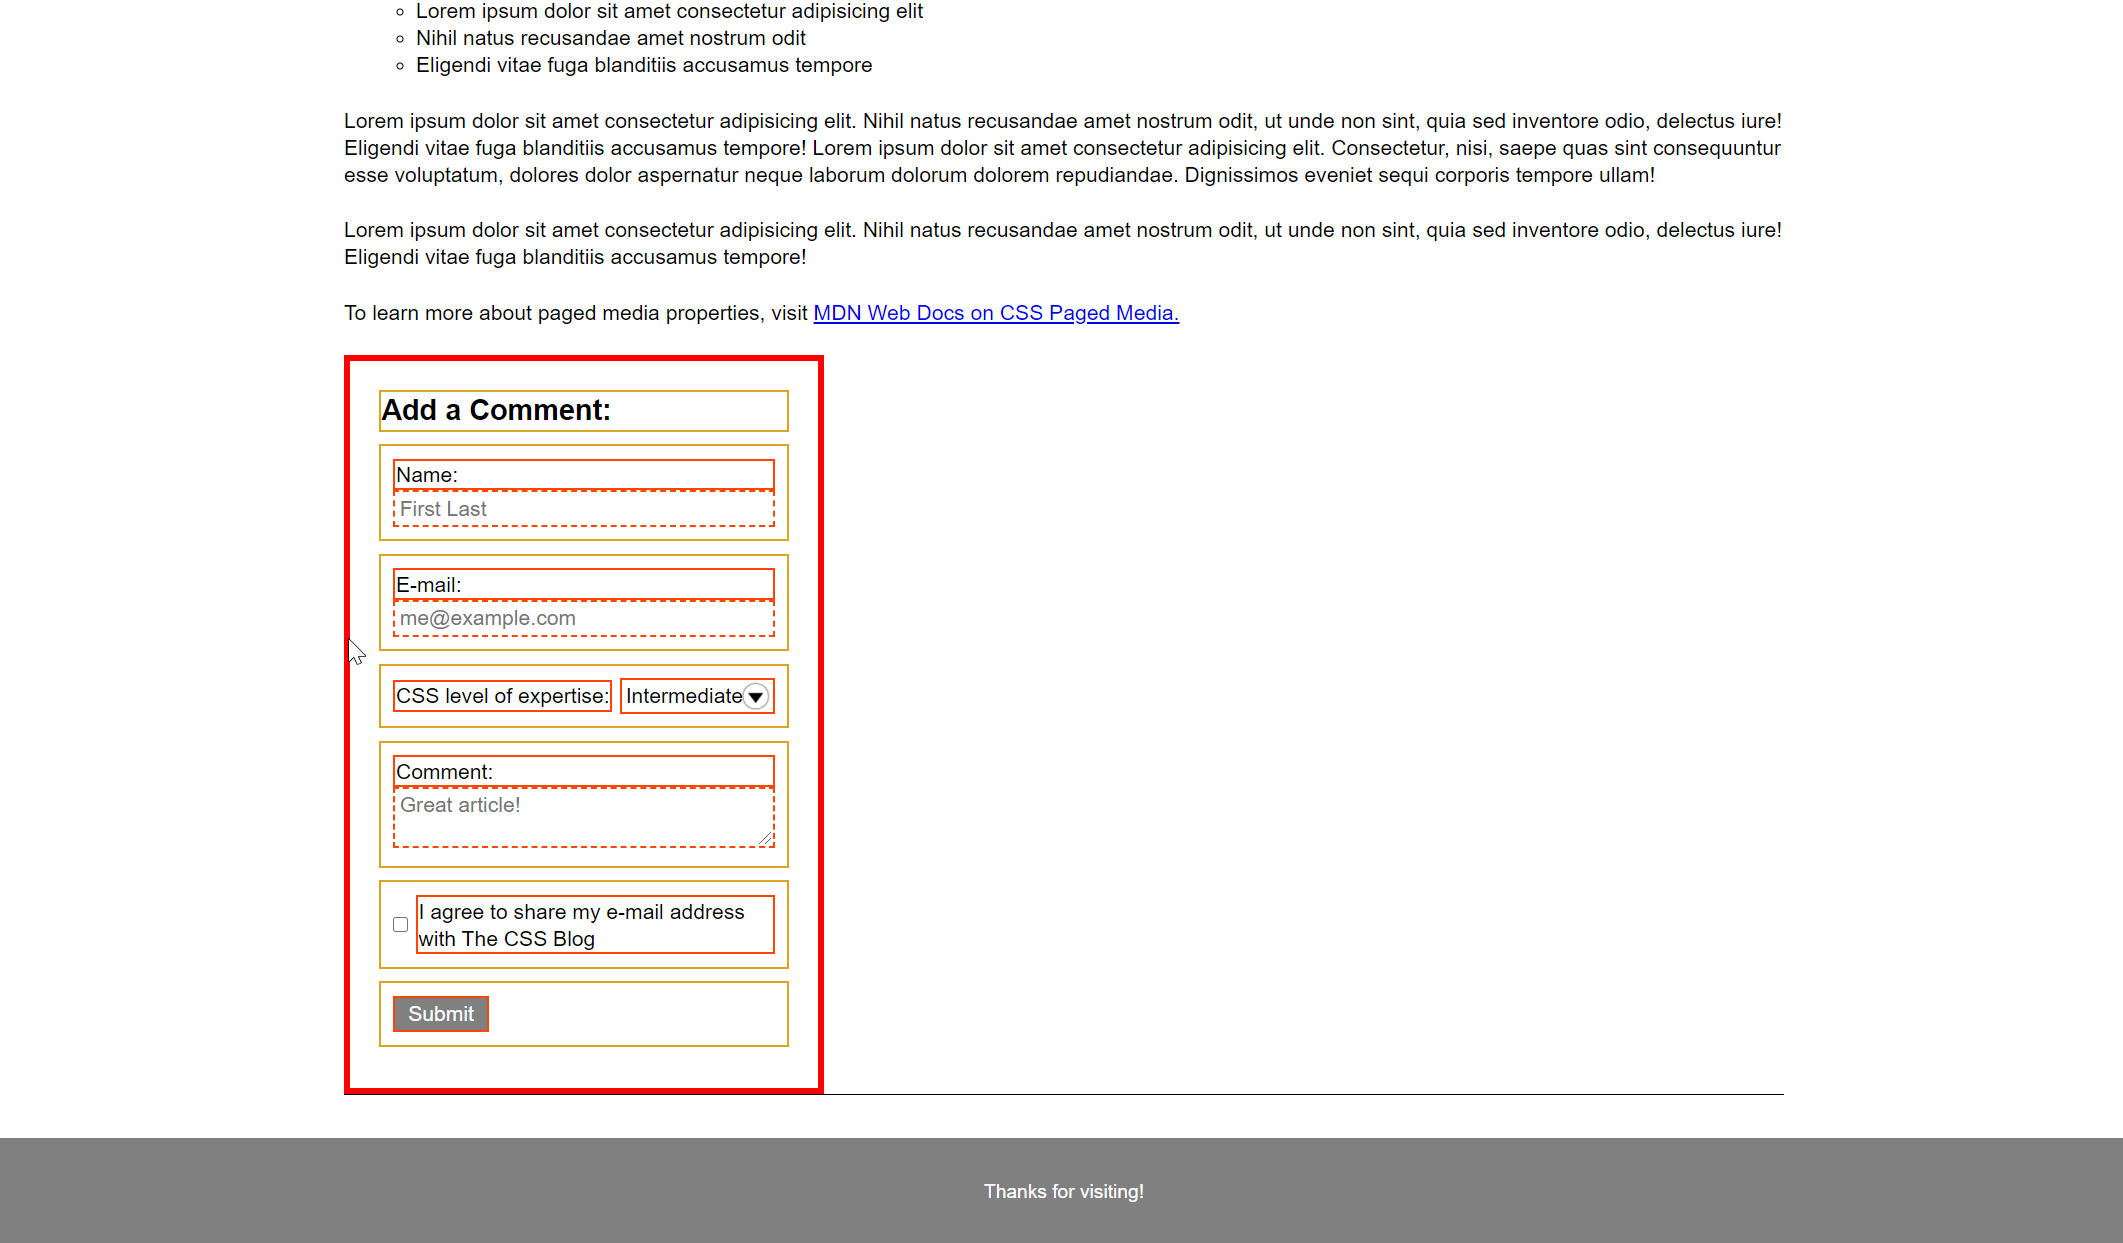 Lorem ipsum dolor sit amet consectetur adipisicing elit
Nihil natus recusandae amet nostrum odit
Eligendi vitae fuga blanditiis accusamus tempore
Lorem ipsum dolor sit amet consectetur adipisicing elit. Nihil natus recusandae amet nostrum odit, ut unde non sint, quia sed inventore odio, delectus iure!
Eligendi vitae fuga blanditiis accusamus tempore! Lorem ipsum dolor sit amet consectetur adipisicing elit. Consectetur, nisi, saepe quas sint consequuntur
esse voluptatum, dolores dolor aspernatur neque laborum dolorum dolorem repudiandae. Dignissimos eveniet sequi corporis tempore ullam!
Lorem ipsum dolor sit amet consectetur adipisicing elit. Nihil natus recusandae amet nostrum odit, ut unde non sint, quia sed inventore odio, delectus iure!
Eligendi vitae fuga blanditiis accusamus tempore!
To learn more about paged media properties, visit MDN Web Docs on CSS Paged Media.
Add a Comment:
Name:
First Last
E-mail:
me@example.com
CSS level of expertise: Intermediate
Comment:
Great article!
I agree to share my e-mail address
with The CSS Blog
Submit
Thanks for visiting!